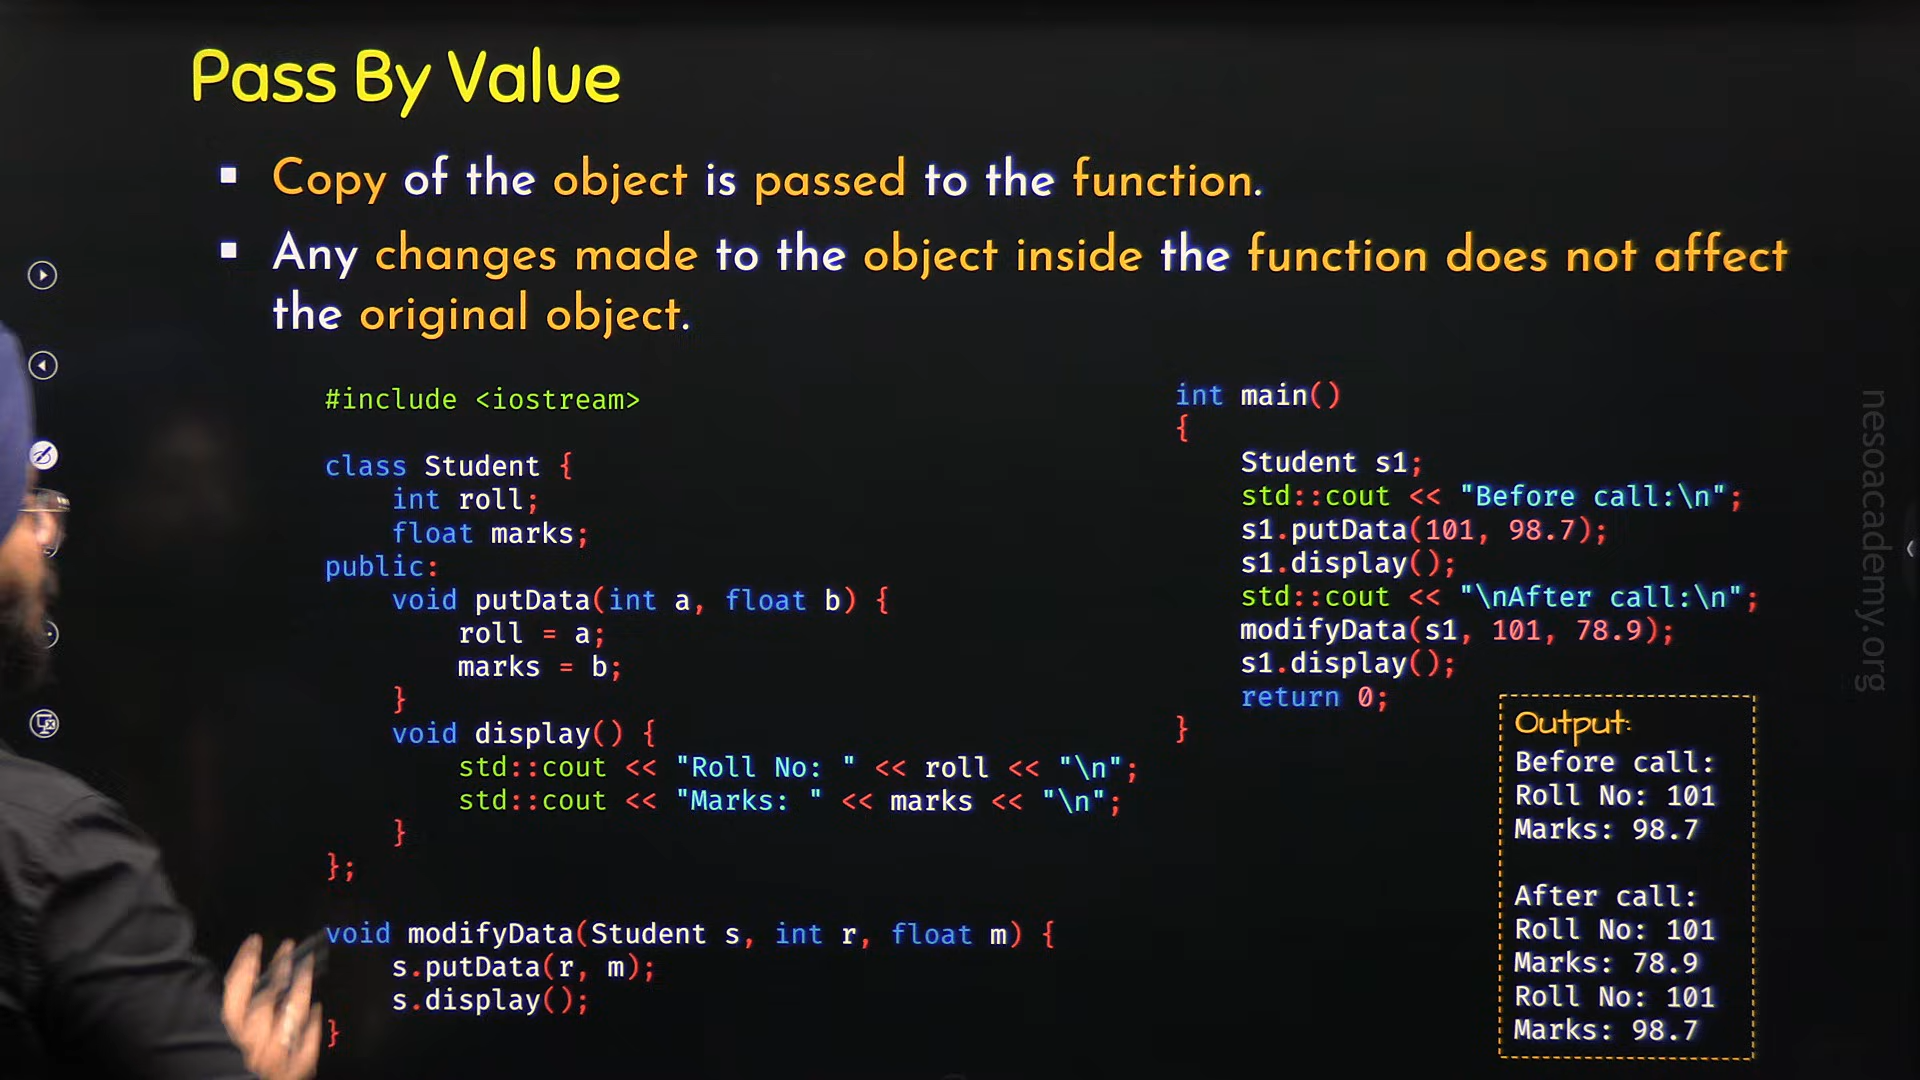 Pass By Value
▪ Copy of the object is passed to the function.
▪ Any changes made to the object inside the function does not affect
the original object.
#include <iostream>
class Student {
int roll;
float marks;
public:
void putData(int a, float b) {
roll = a;
marks = b;
}
void display() {
std::cout << "Roll No: " << roll << "\n";
std::cout << "Marks: " << marks << "\n";
}
};
void modifyData(Student s, int r, float m) {
s.putData(r, m);
s.display();
}
int main()
{
Student s1;
std::cout << "Before call:\n";
s1.putData(101, 98.7);
s1.display();
std::cout << "\nAfter call:\n";
modifyData(s1, 101, 78.9);
s1.display();
return 0;
}
Output:
Before call:
Roll No: 101
Marks: 98.7
After call:
Roll No: 101
Marks: 78.9
Roll No: 101
Marks: 98.7
nesoacademy.org